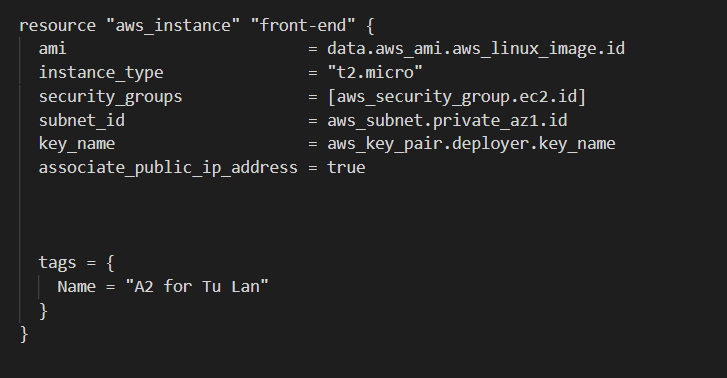 resource "aws_instance" "front-end" {
  ami                         = data.aws_ami.aws_linux_image.id
  instance_type               = "t2.micro"
  security_groups             = [aws_security_group.ec2.id]
  subnet_id                   = aws_subnet.private_az1.id
  key_name                    = aws_key_pair.deployer.key_name
  associate_public_ip_address = true
  tags = {
    Name = "A2 for Tu Lan"
  }
}